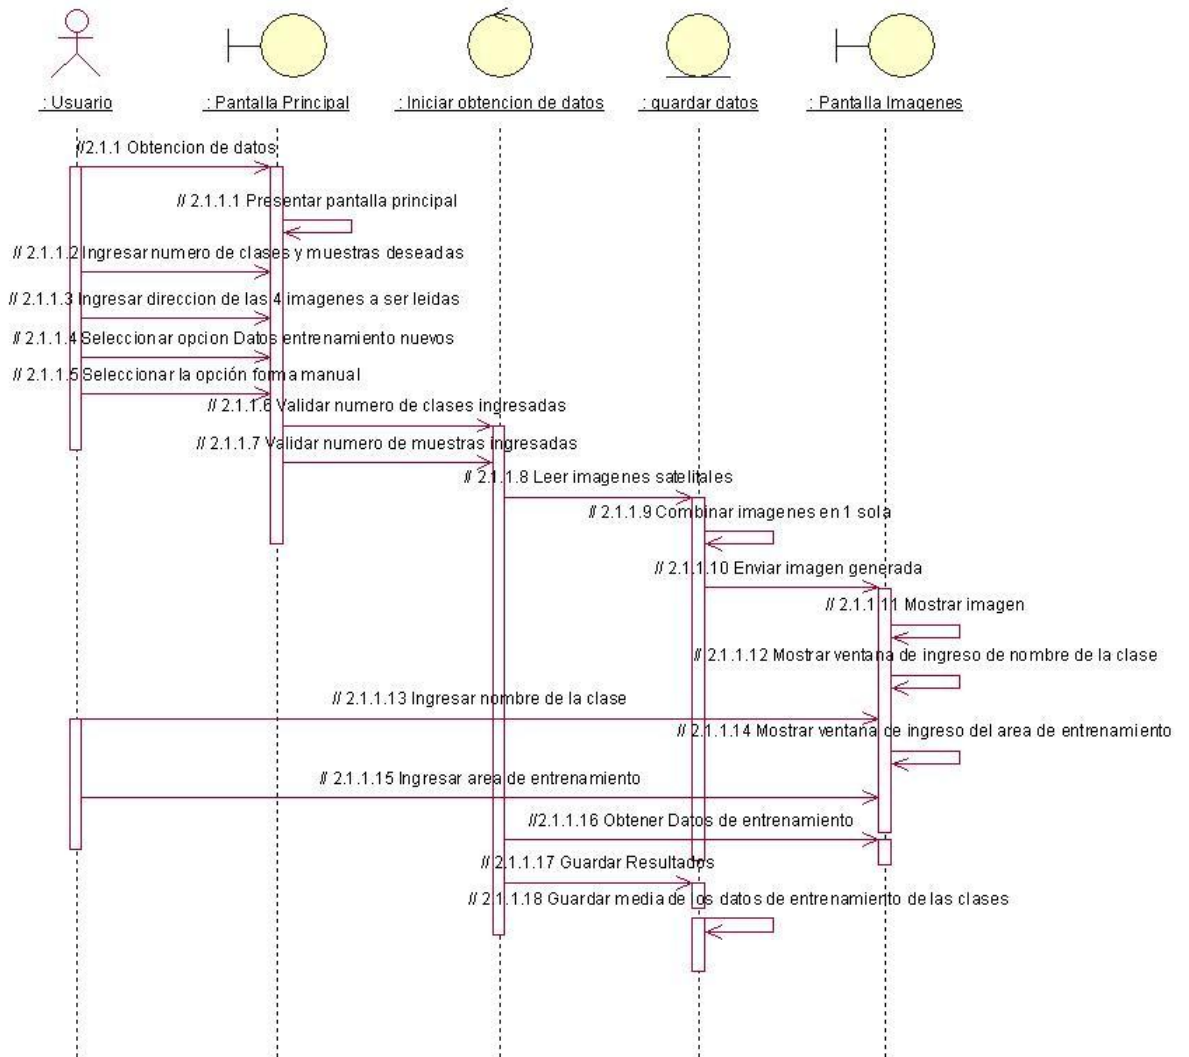 : Usuario
: Pantalla Principal
: Iniciar obtencion de datos
: guardar datos
: Pantalla Imagenes
//2.1.1 Obtencion de datos
// 2.1.1.1 Presentar pantalla principal
// 2.1.1.2 Ingresar numero de clases y muestras deseadas
// 2.1.1.3 Ingresar direccion de las 4 imagenes a ser leidas
// 2.1.1.4 Seleccionar opcion Datos entrenamiento nuevos
// 2.1.1.5 Seleccionar la opción forma manual
// 2.1.1.6 Validar numero de clases ingresadas
// 2.1.1.7 Validar numero de muestras ingresadas
// 2.1.1.8 Leer imagenes satelitales
// 2.1.1.9 Combinar imagenes en 1 sola
// 2.1.1.10 Enviar imagen generada
// 2.1.1.11 Mostrar imagen
// 2.1.1.12 Mostrar ventana de ingreso de nombre de la clase
// 2.1.1.13 Ingresar nombre de la clase
// 2.1.1.14 Mostrar ventana de ingreso del area de entrenamiento
// 2.1.1.15 Ingresar area de entrenamiento
//2.1.1.16 Obtener Datos de entrenamiento
// 2.1.1.17 Guardar Resultados
// 2.1.1.18 Guardar media de los datos de entrenamiento de las clases